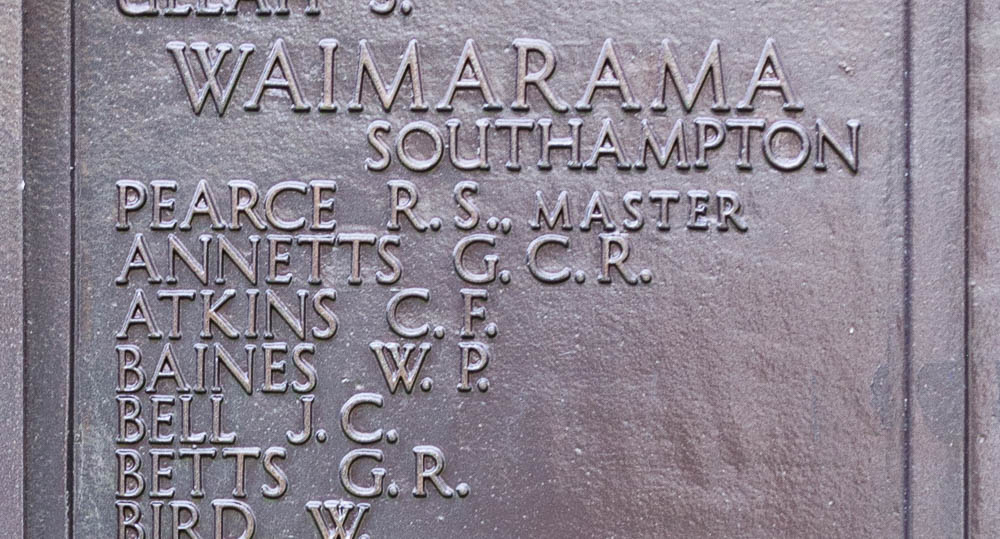 S.
WAIMARAMA
SOUTHAMPTON
PEARCE R.S., MASTER
ANNETTS G.C.R.
ATKINS C.F.
BAINES W.P.
BELL J.C.
BETTS G.R.
BIRD W.